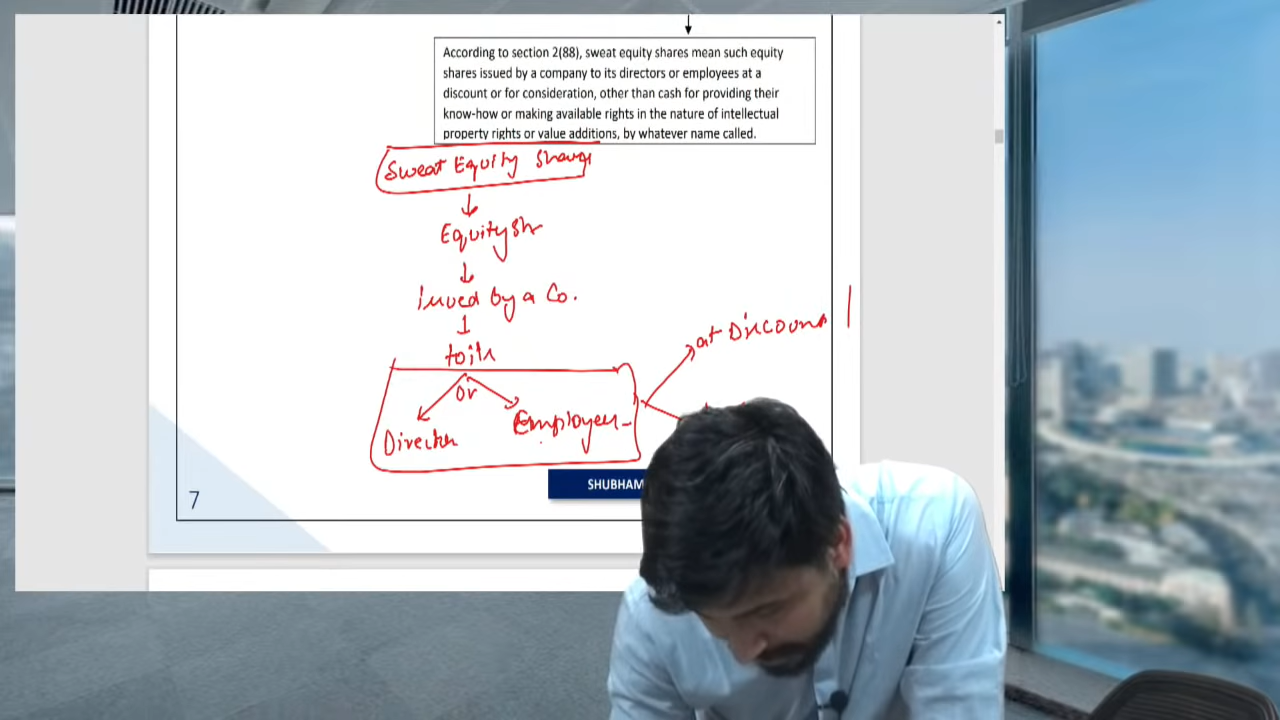 According to section 2(88), sweat equity shares mean such equity
shares issued by a company to its directors or employees at a
discount or for consideration, other than cash for providing their
know-how or making available rights in the nature of intellectual
property rights or value additions, by whatever name called.
Sweat Equity Shares
Equity Sh
issued by a Co.
to its
at Discount
Or
Director
Employees
SHUBHAM
7